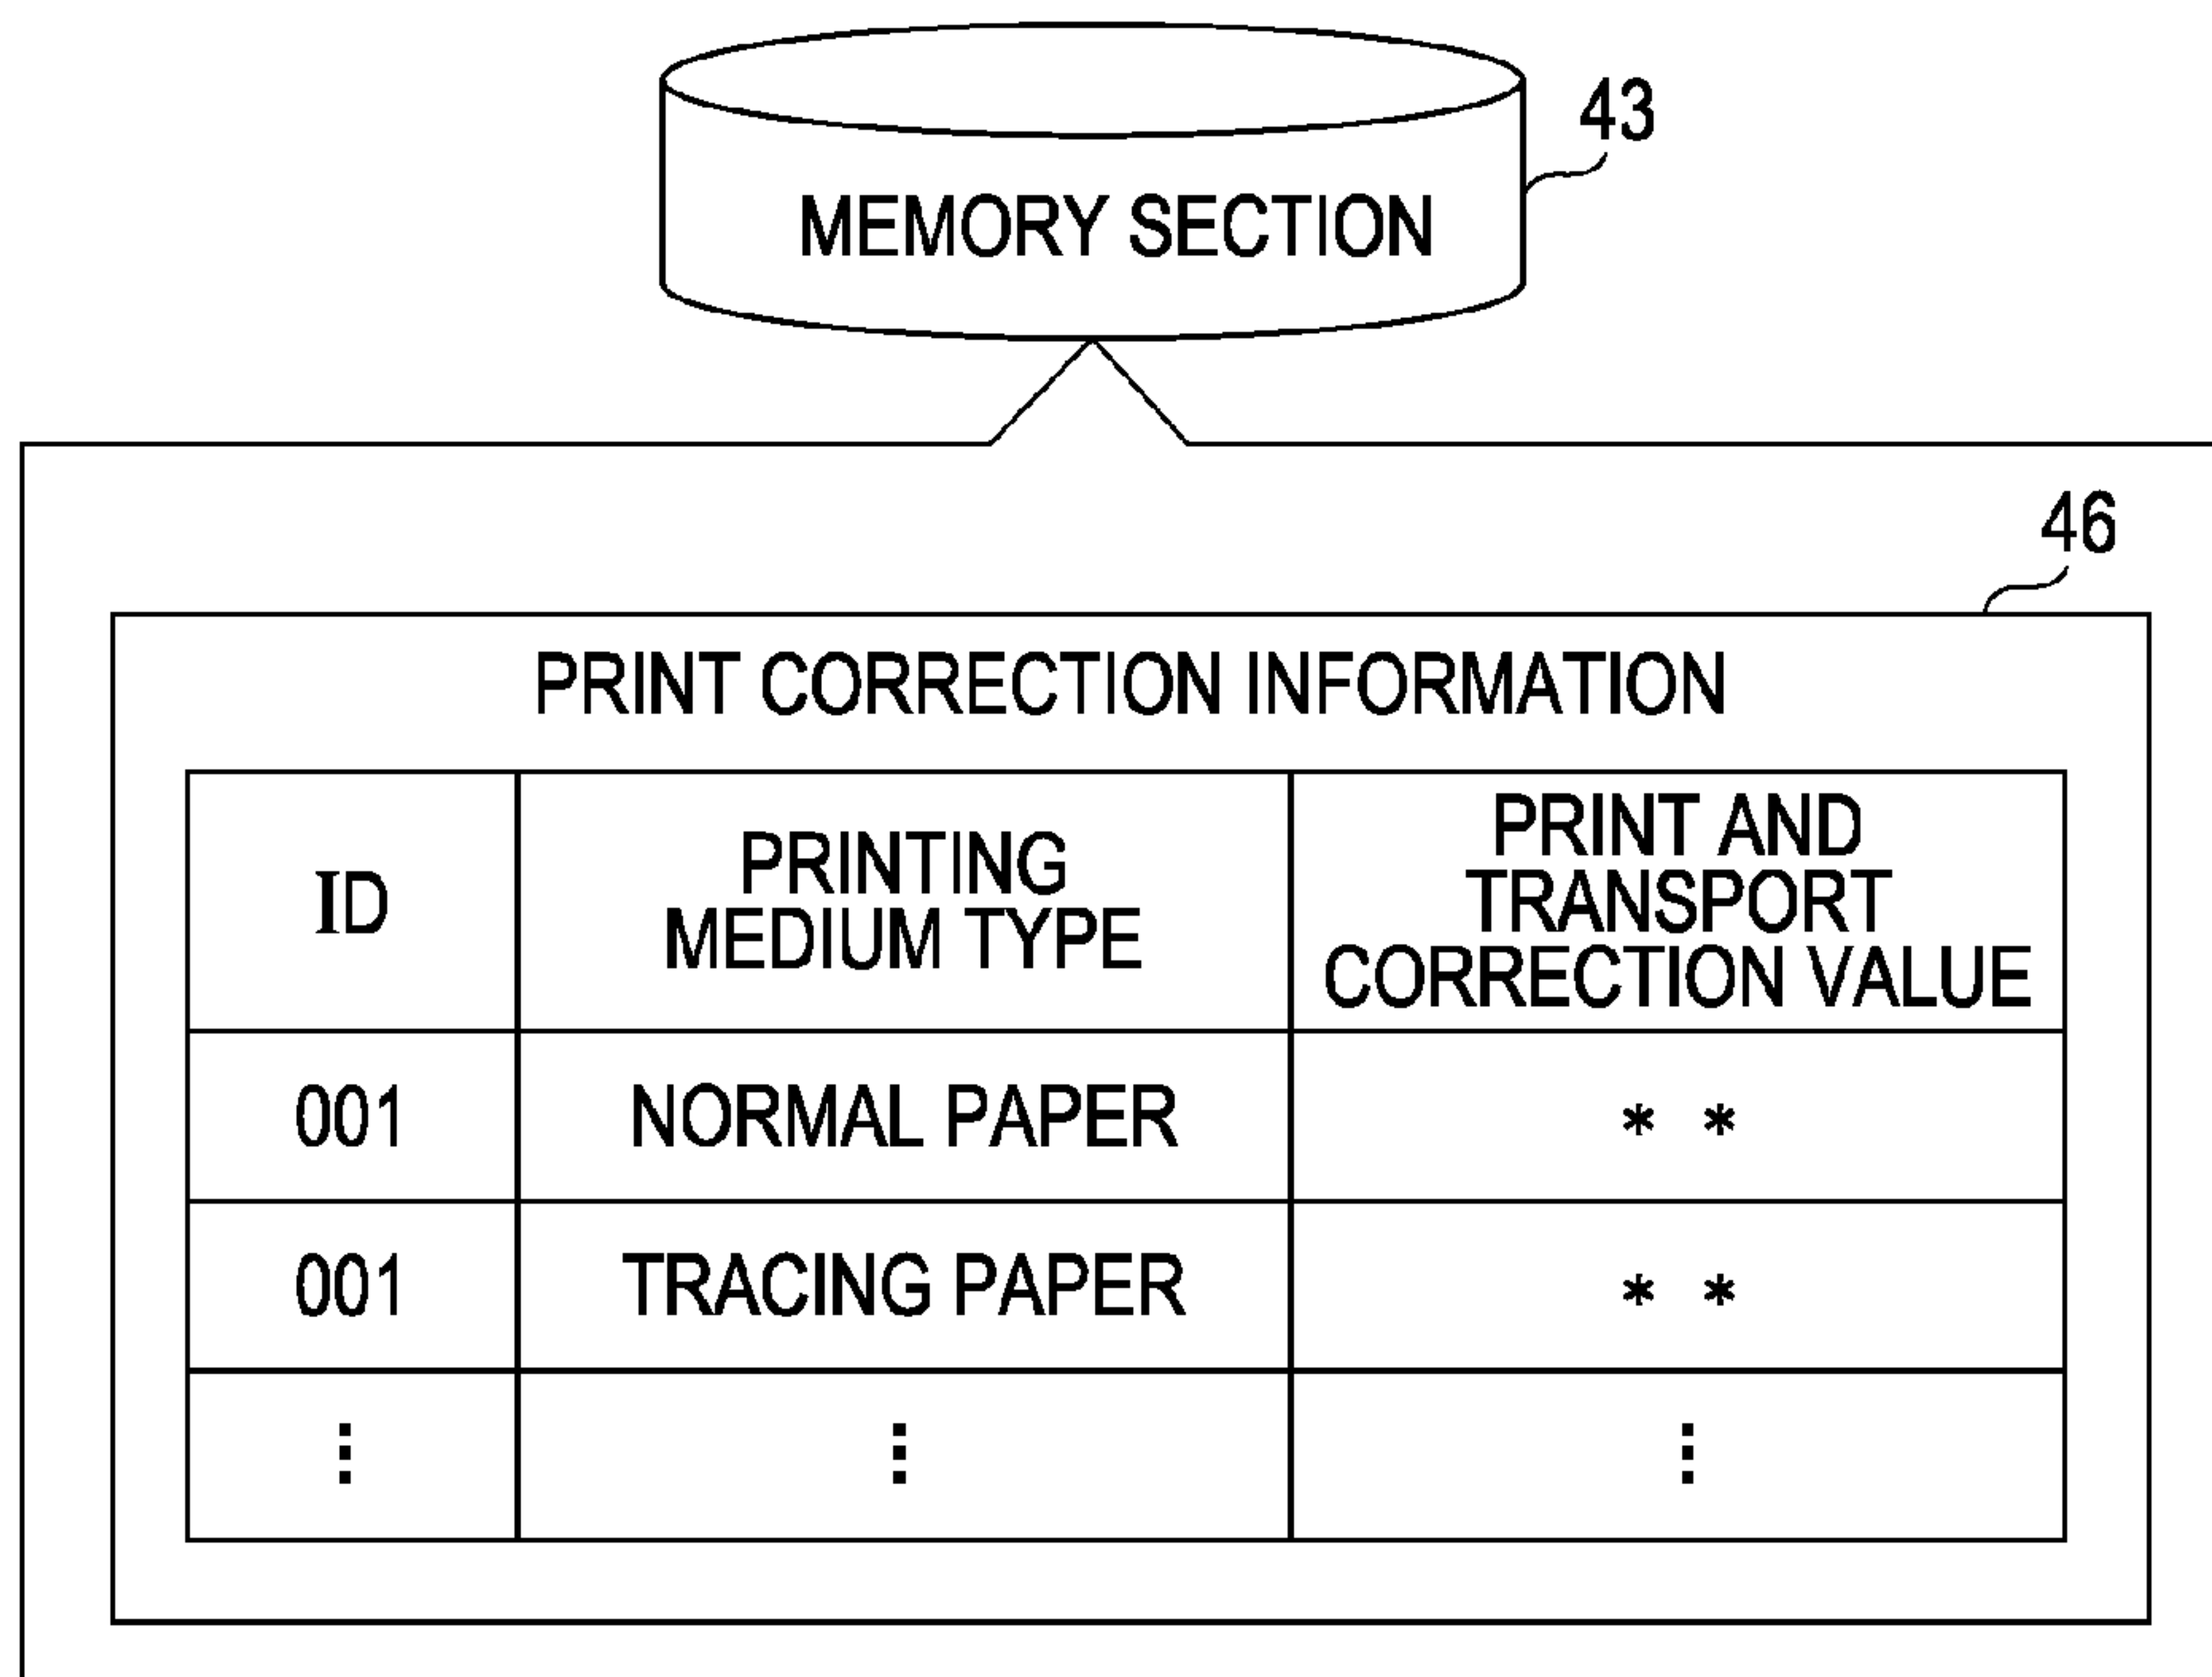 43
MEMORY SECTION
46
PRINT CORRECTION INFORMATION
ID
PRINTING
MEDIUM TYPE
PRINT AND
TRANSPORT
CORRECTION VALUE
001 NORMAL PAPER * *
001 TRACING PAPER * *
⋮ ⋮ ⋮